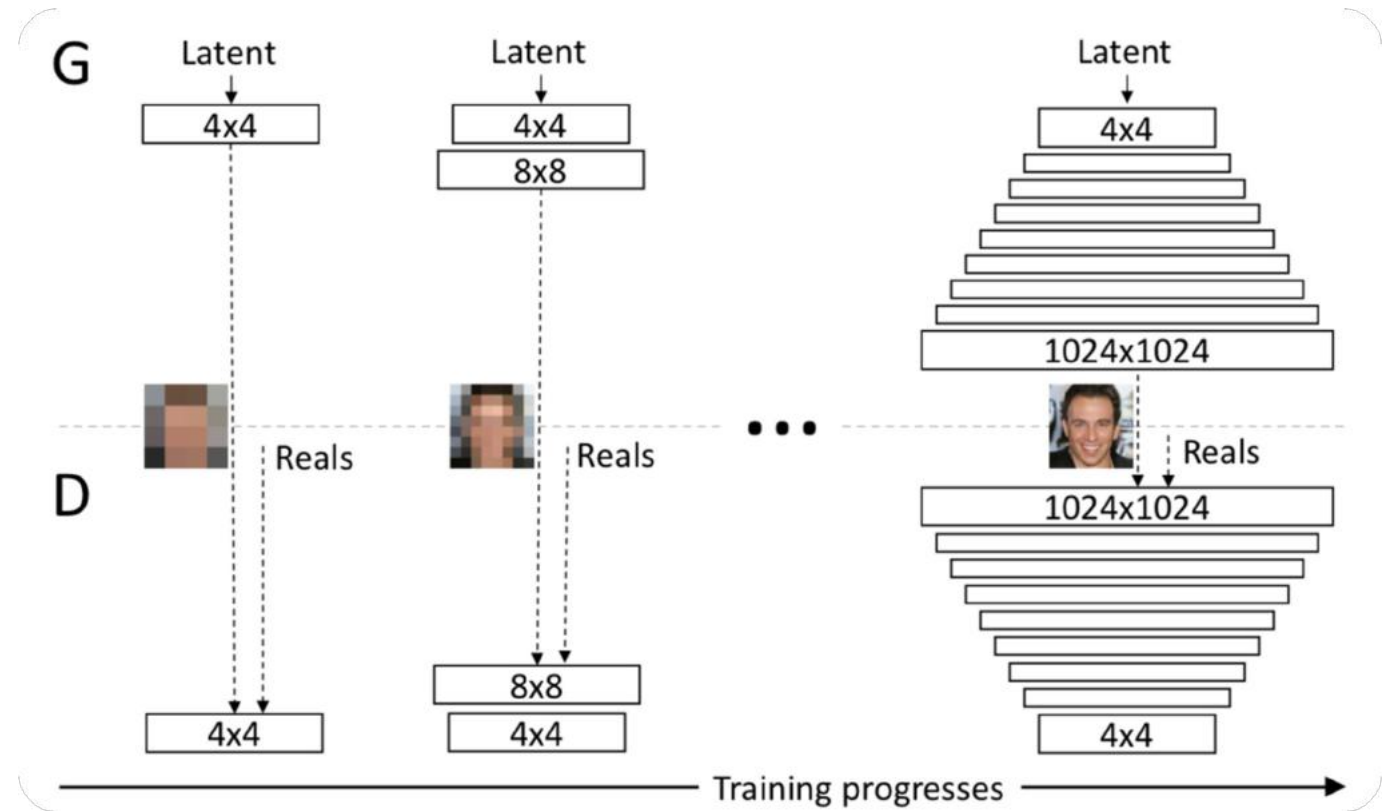 G
Latent
Latent
Latent
4x4
4x4
4x4
8x8
1024x1024
Reals
Reals
Reals
D
1024x1024
8x8
4x4
4x4
4x4
Training progresses